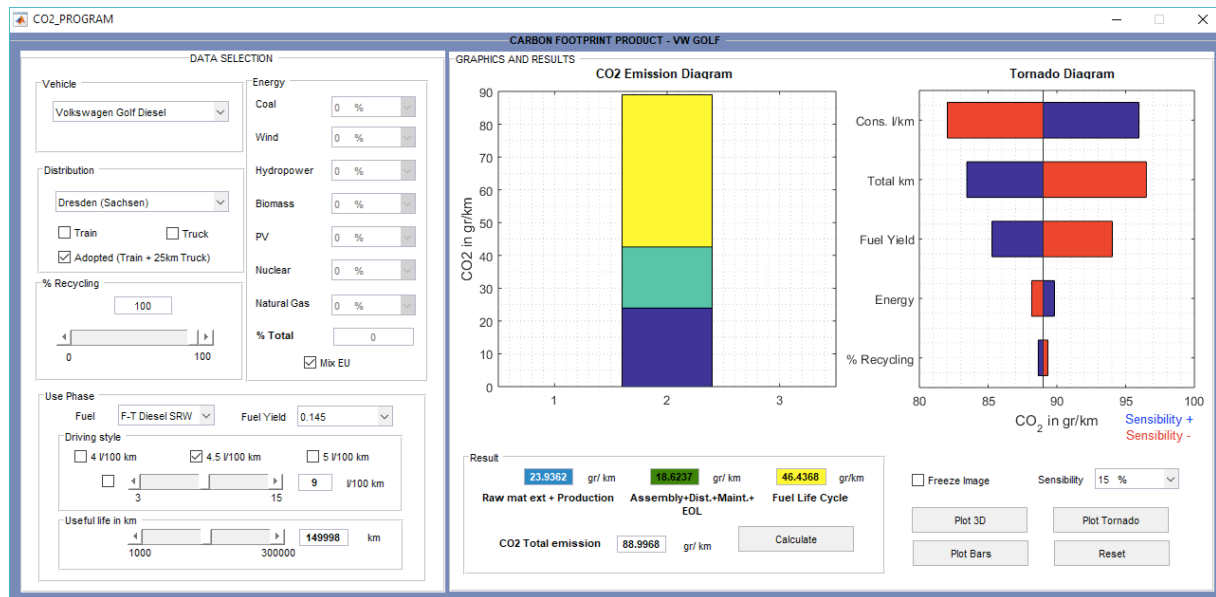 CO2_PROGRAM
CARBON FOOTPRINT PRODUCT - VW GOLF
DATA SELECTION
Vehicle
Volkswagen Golf Diesel
Distribution
Dresden (Sachsen)
Train Truck
Adopted (Train + 25km Truck)
% Recycling
100
0 100
Energy
Coal 0 %
Wind 0 %
Hydropower 0 %
Biomass 0 %
PV 0 %
Nuclear 0 %
Natural Gas 0 %
% Total 0
Mix EU
Use Phase
Fuel F-T Diesel SRW Fuel Yield 0.145
Driving style
4 l/100 km 4.5 l/100 km 5 l/100 km
9 l/100 km
3 15
Useful life in km
149998 km
1000 300000
GRAPHICS AND RESULTS
CO2 Emission Diagram
CO2 in gr/km
90
80
70
60
50
40
30
20
10
0
1 2 3
Tornado Diagram
Cons. l/km
Total km
Fuel Yield
Energy
% Recycling
80 85 90 95 100
CO2 in gr/km
Sensibility +
Sensibility -
Result
23.9362 gr/ km 18.6237 gr/ km 46.4368 gr/km
Raw mat ext + Production Assembly+Dist.+Maint.+ Fuel Life Cycle
EOL
CO2 Total emission 88.9968 gr/ km Calculate
Freeze Image Sensibility 15 %
Plot 3D Plot Tornado
Plot Bars Reset